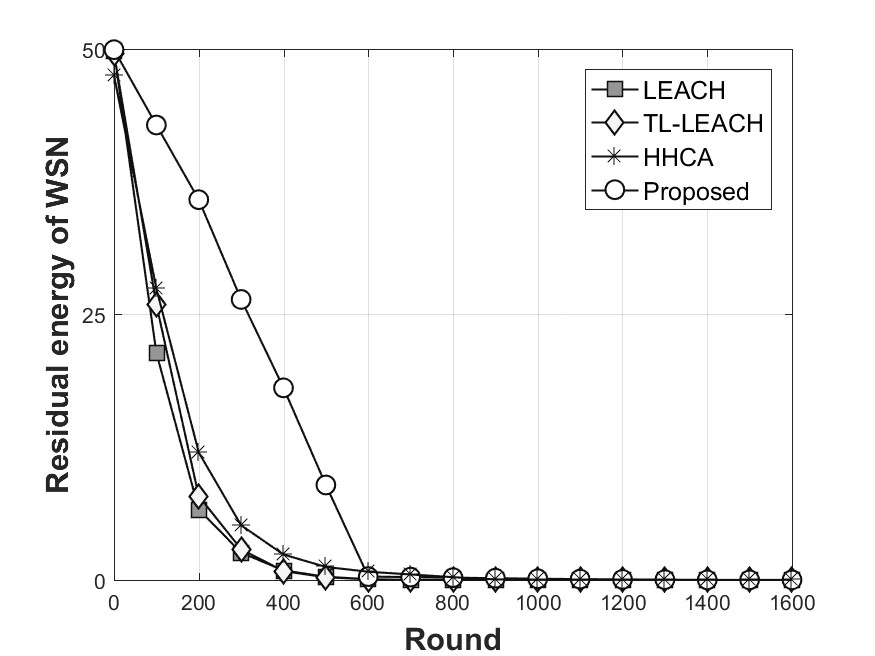 50
25
0
Residual energy of WSN
LEACH
TL-LEACH
HHCA
Proposed
0 200 400 600 800 1000 1200 1400 1600
Round